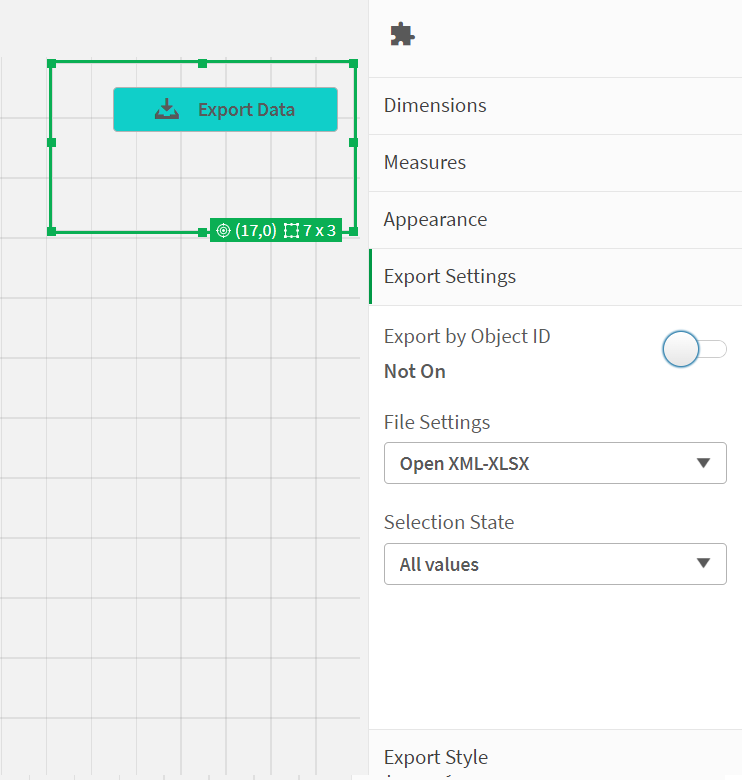 Export Data
(17,0) 7 x 3
Dimensions
Measures
Appearance
Export Settings
Export by Object ID
Not On
File Settings
Open XML-XLSX
Selection State
All values
Export Style